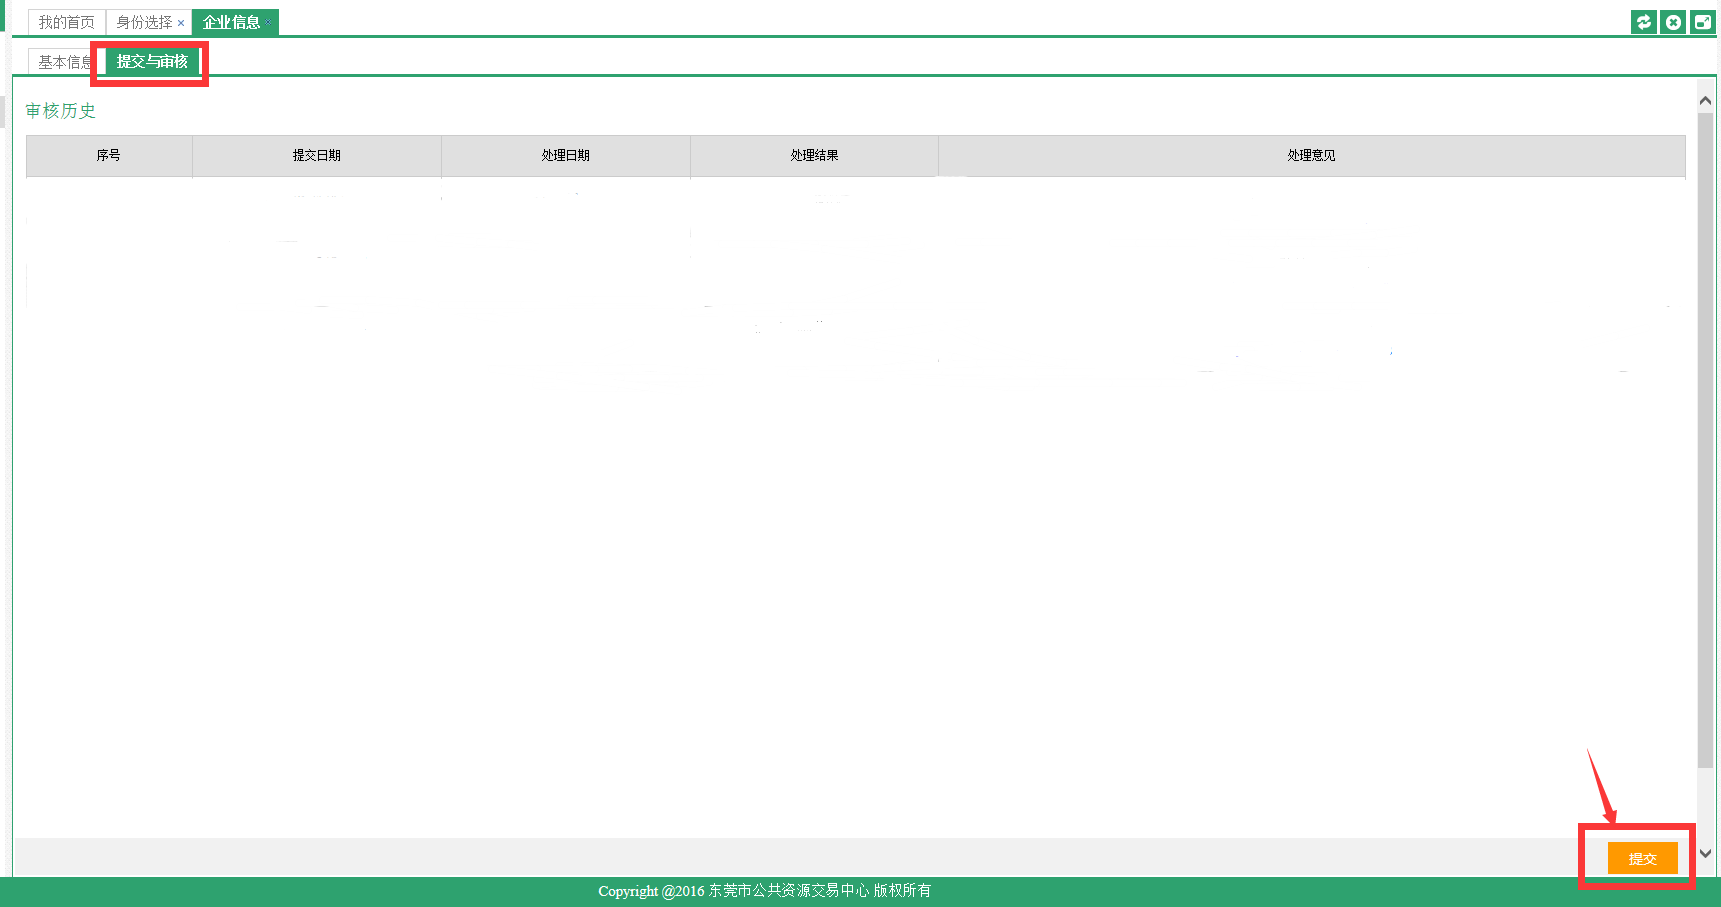 我的首页 身份选择 × 企业信息 ×
基本信息 提交与审核
审核历史
序号 提交日期 处理日期 处理结果 处理意见
提交
Copyright @2016 东莞市公共资源交易中心 版权所有